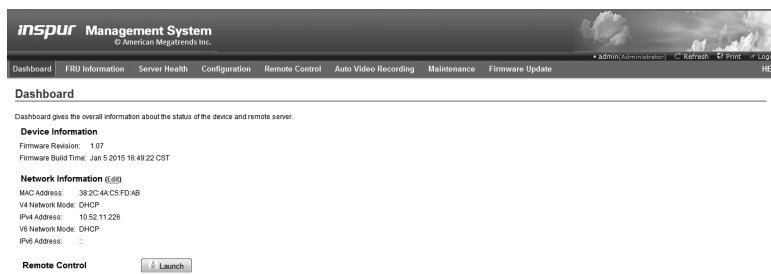 inspur Management System
© American Megatrends Inc.
admin(Administrator) Refresh Print
Dashboard FRU Information Server Health Configuration Remote Control Auto Video Recording Maintenance Firmware Update
Dashboard
Dashboard gives the overall information about the status of the device and remote server.
Device Information
Firmware Revision: 1.07
Firmware Build Time: Jan 5 2015 16:49:22 CST
Network Information (Edit)
MAC Address: 38:2C:4A:C5:FD:AB
V4 Network Mode: DHCP
IPv4 Address: 10.52.11.226
V6 Network Mode: DHCP
IPv6 Address: ::
Remote Control Launch